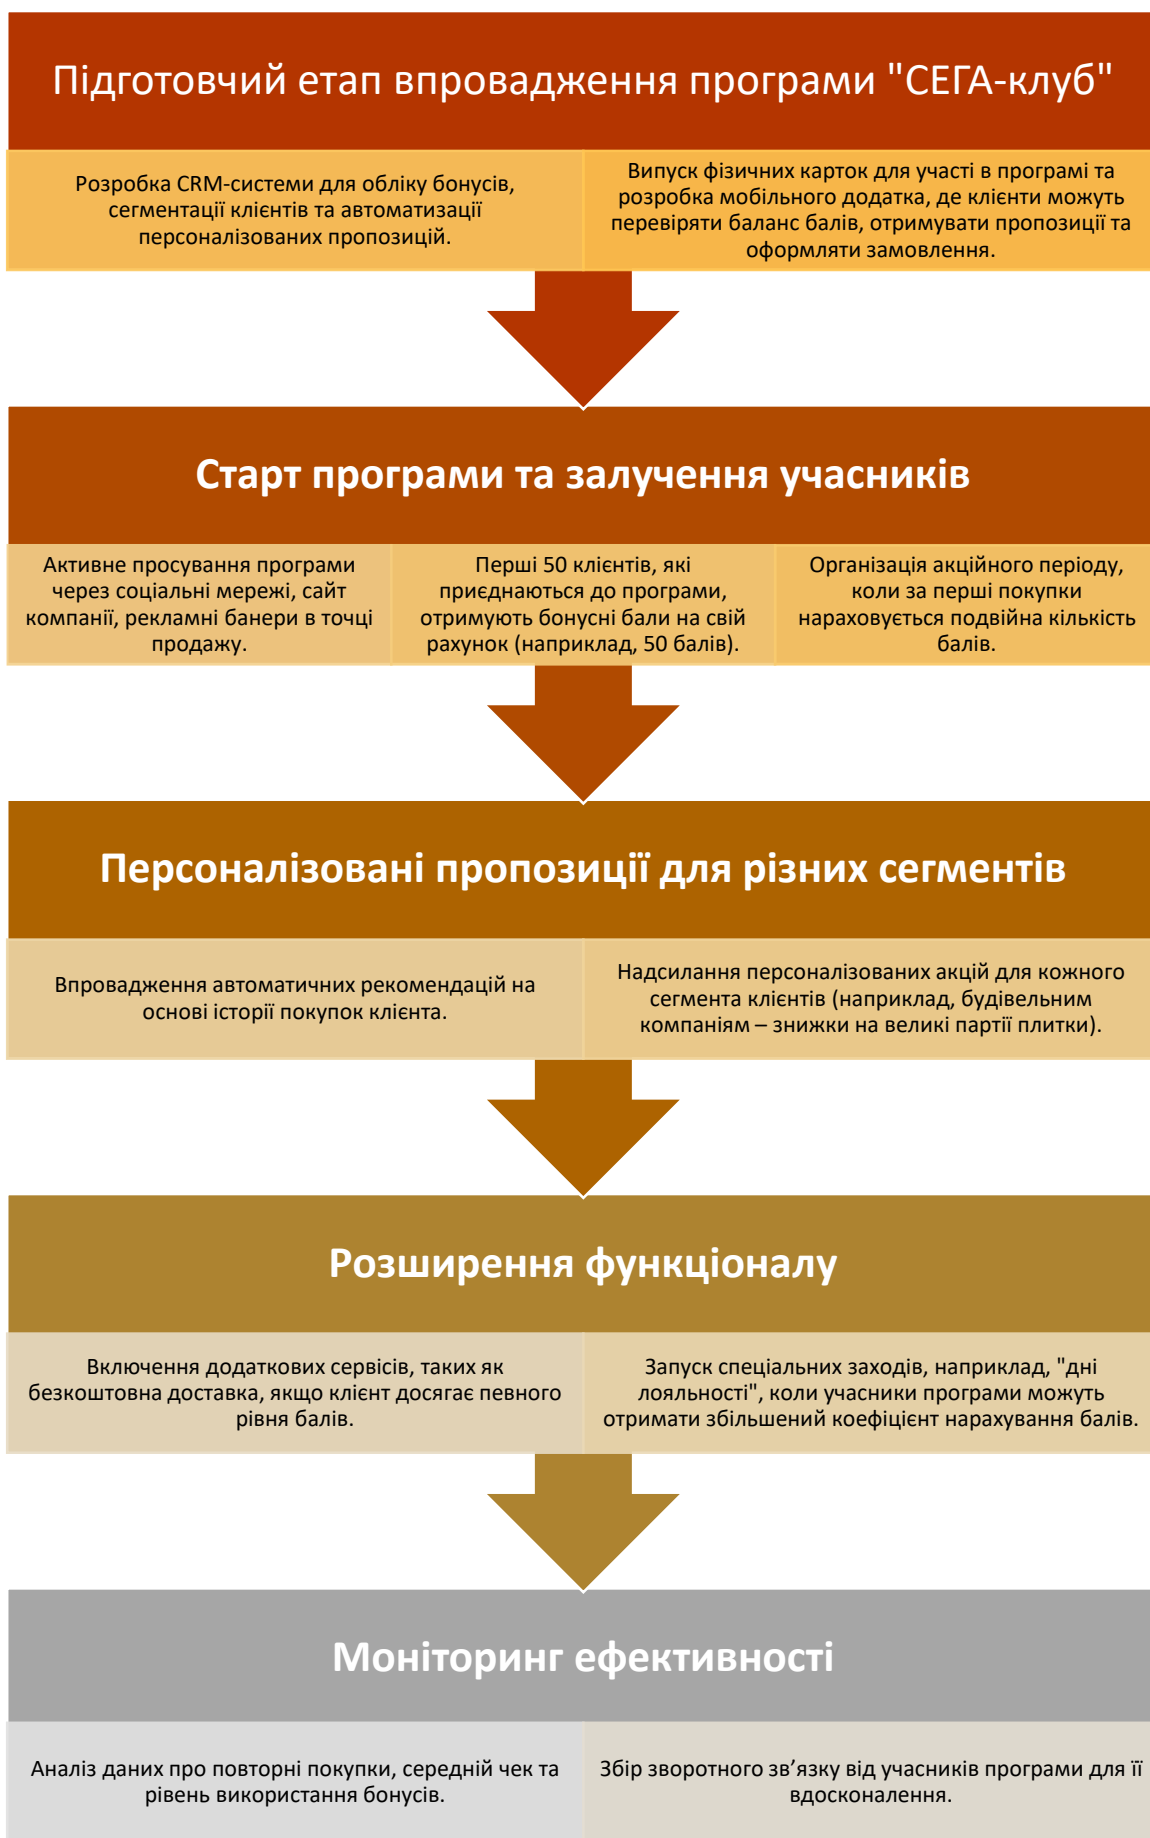 Підготовчий етап впровадження програми "СЕГА-клуб"
Розробка CRM-системи для обліку бонусів,
сегментації клієнтів та автоматизації
персоналізованих пропозицій.
Випуск фізичних карток для участі в програмі та
розробка мобільного додатка, де клієнти можуть
перевіряти баланс балів, отримувати пропозиції та
оформляти замовлення.
Старт програми та залучення учасників
Активне просування програми
через соціальні мережі, сайт
компанії, рекламні банери в точці
продажу.
Перші 50 клієнтів, які
приєднаються до програми,
отримують бонусні бали на свій
рахунок (наприклад, 50 балів).
Організація акційного періоду,
коли за перші покупки
нараховується подвійна кількість
балів.
Персоналізовані пропозиції для різних сегментів
Впровадження автоматичних рекомендацій на
основі історії покупок клієнта.
Надсилання персоналізованих акцій для кожного
сегмента клієнтів (наприклад, будівельним
компаніям – знижки на великі партії плитки).
Розширення функціоналу
Включення додаткових сервісів, таких як
безкоштовна доставка, якщо клієнт досягає певного
рівня балів.
Запуск спеціальних заходів, наприклад, "дні
лояльності", коли учасники програми можуть
отримати збільшений коефіцієнт нарахування балів.
Моніторинг ефективності
Аналіз даних про повторні покупки, середній чек та
рівень використання бонусів.
Збір зворотного зв’язку від учасників програми для її
вдосконалення.